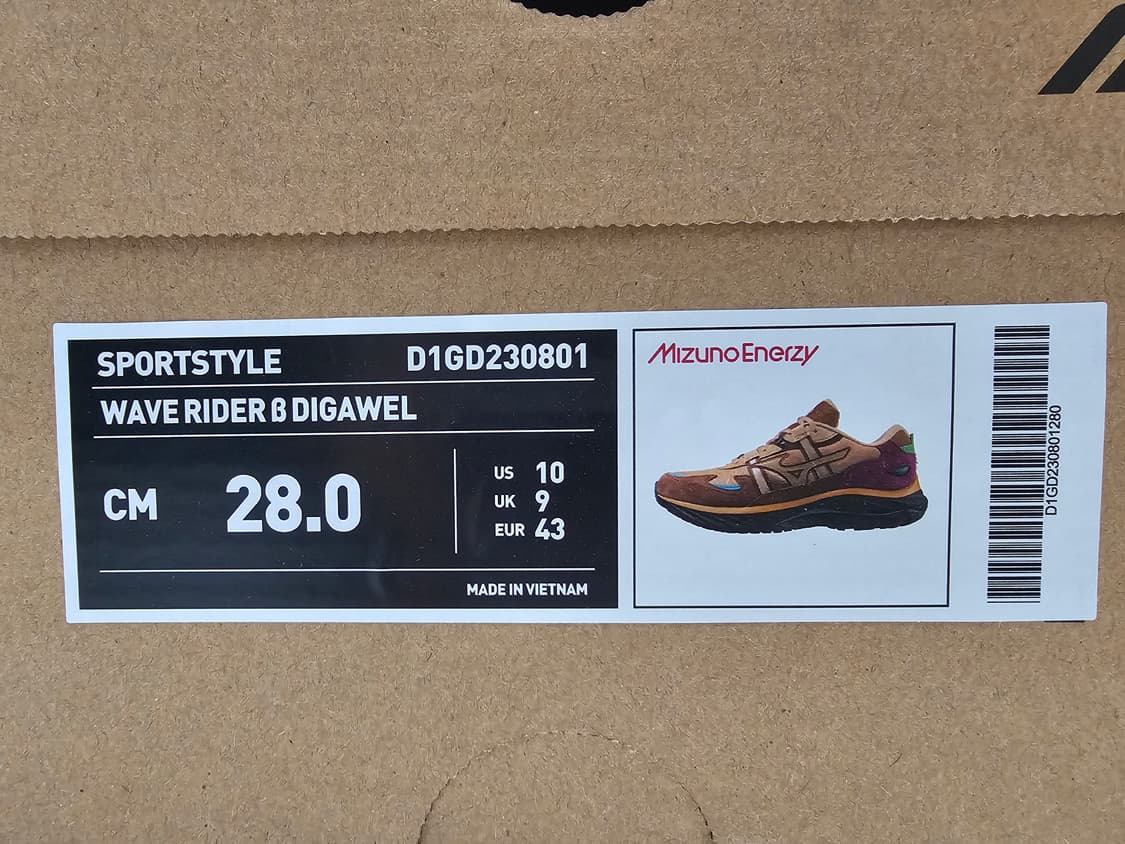 SPORTSTYLE D1GD230801
WAVE RIDER β DIGAWEL
CM 28.0
US 10
UK 9
EUR 43
MADE IN VIETNAM
MizunoEnerzy
D1GD230801280